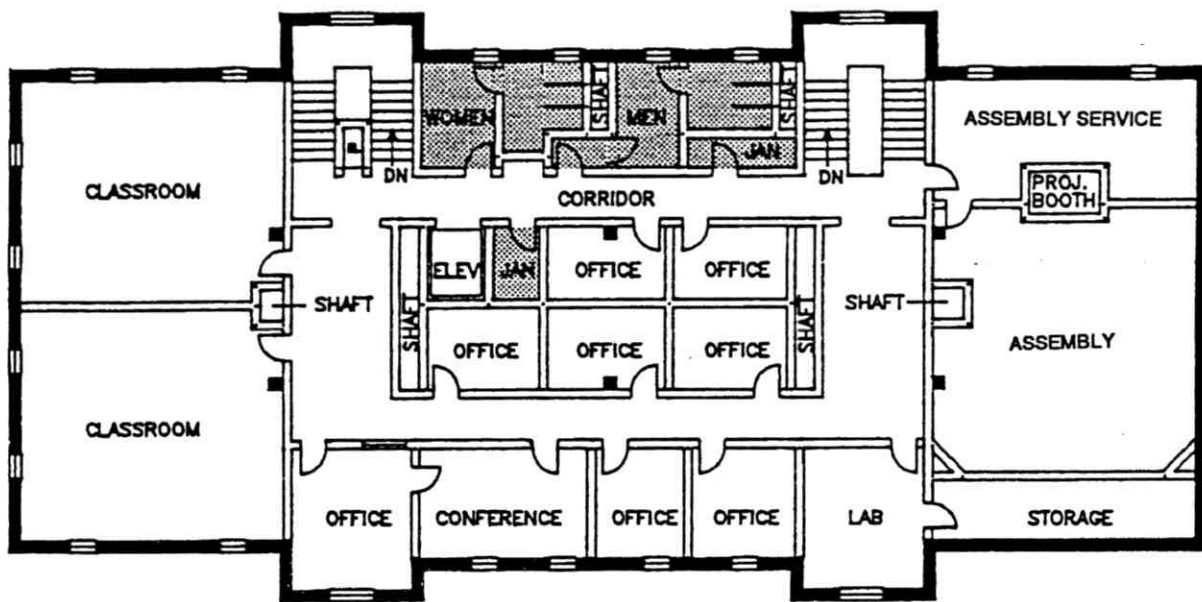 WOMEN
SHAFT
MEN
SHAFT
JAN
ASSEMBLY SERVICE
DN
DN
CLASSROOM
CORRIDOR
PROJ.
BOOTH
ELEV
JAN
OFFICE
OFFICE
SHAFT
SHAFT
SHAFT
SHAFT
OFFICE
OFFICE
OFFICE
ASSEMBLY
CLASSROOM
OFFICE
CONFERENCE
OFFICE
OFFICE
LAB
STORAGE